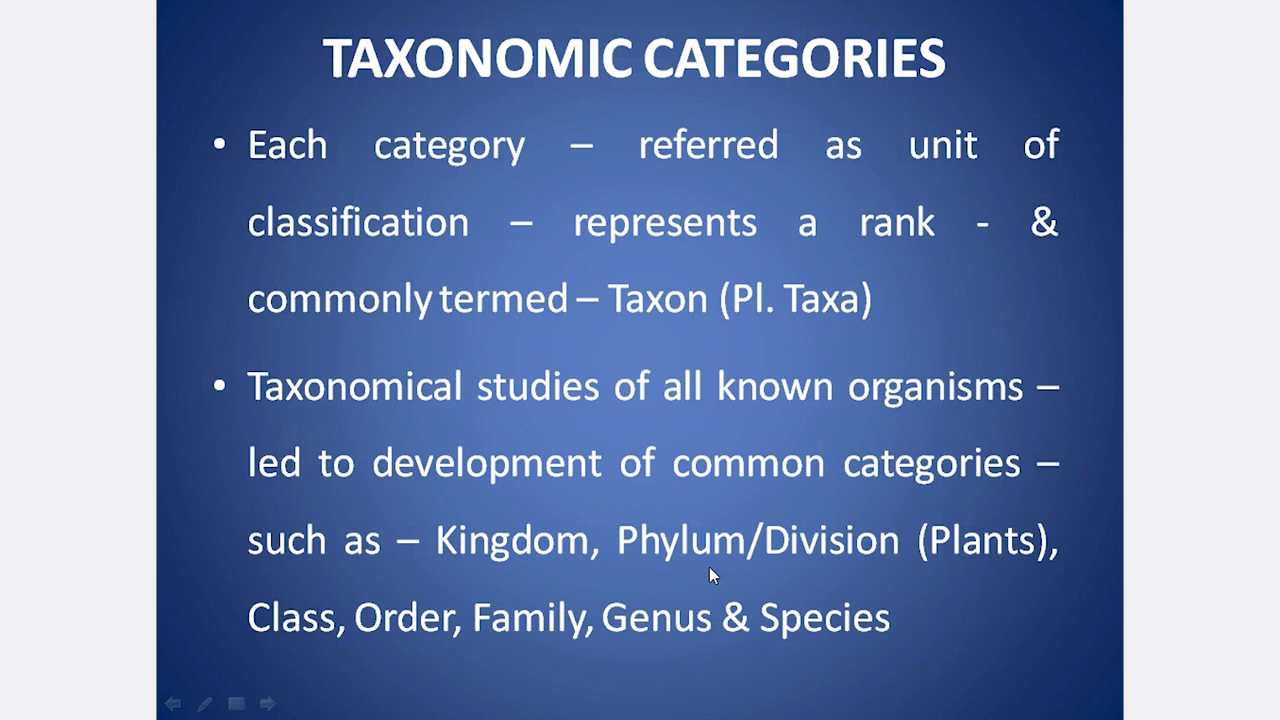 TAXONOMIC CATEGORIES
• Each category – referred as unit of
classification – represents a rank - &
commonly termed – Taxon (Pl. Taxa)
• Taxonomical studies of all known organisms –
led to development of common categories –
such as – Kingdom, Phylum/Division (Plants),
Class, Order, Family, Genus & Species